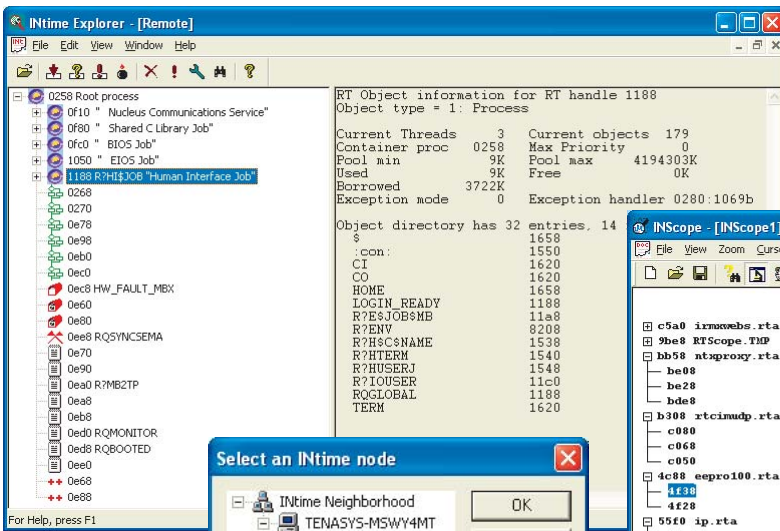 INtime Explorer - [Remote]
File Edit View Window Help
0258 Root process
0f10 " Nucleus Communications Service"
0f80 " Shared C Library Job"
0fc0 " BIOS Job"
1050 " EIOS Job"
1188 R?HI$JOB "Human Interface Job"
0268
0270
0e78
0e98
0eb0
0ec0
0ec8 HW_FAULT_MBX
0e60
0e80
0ee8 RQSYNCSEMA
0e70
0e90
0ea0 R?MB2TP
0ea8
0eb8
0ed0 RQMONITOR
0ed8 RQBOOTED
0ee0
0e68
0e88
For Help, press F1
RT Object information for RT handle 1188
Object type = 1: Process
Current Threads 3 Current objects 179
Container proc 0258 Max Priority 0
Pool min 9K Pool max 4194303K
Used 9K Free 0K
Borrowed 3722K
Exception mode 0 Exception handler 0280:1069b
Object directory has 32 entries, 14
$ 1658
:con: 1550
CI 1620
CO 1620
HOME 1658
LOGIN_READY 1188
R?E$JOB$MB 11a8
R?ENV 8208
R?H$C$NAME 1538
R?HTERM 1540
R?HUSERJ 1548
R?IOUSER 11c0
RQGLOBAL 1188
TERM 1620
INScope - [INScope1]
File View Zoom Curs
c5a0 irmxwebs.rta
9be8 RTScope.TMP
bb58 ntxproxy.rta
be08
be28
bde8
b308 rtcimudp.rta
c080
c068
c050
4c88 eepro100.rta
4f38
4f28
55f0 ip.rta
Select an INtime node
INtime Neighborhood
TENASYS-MSWY4MT
OK